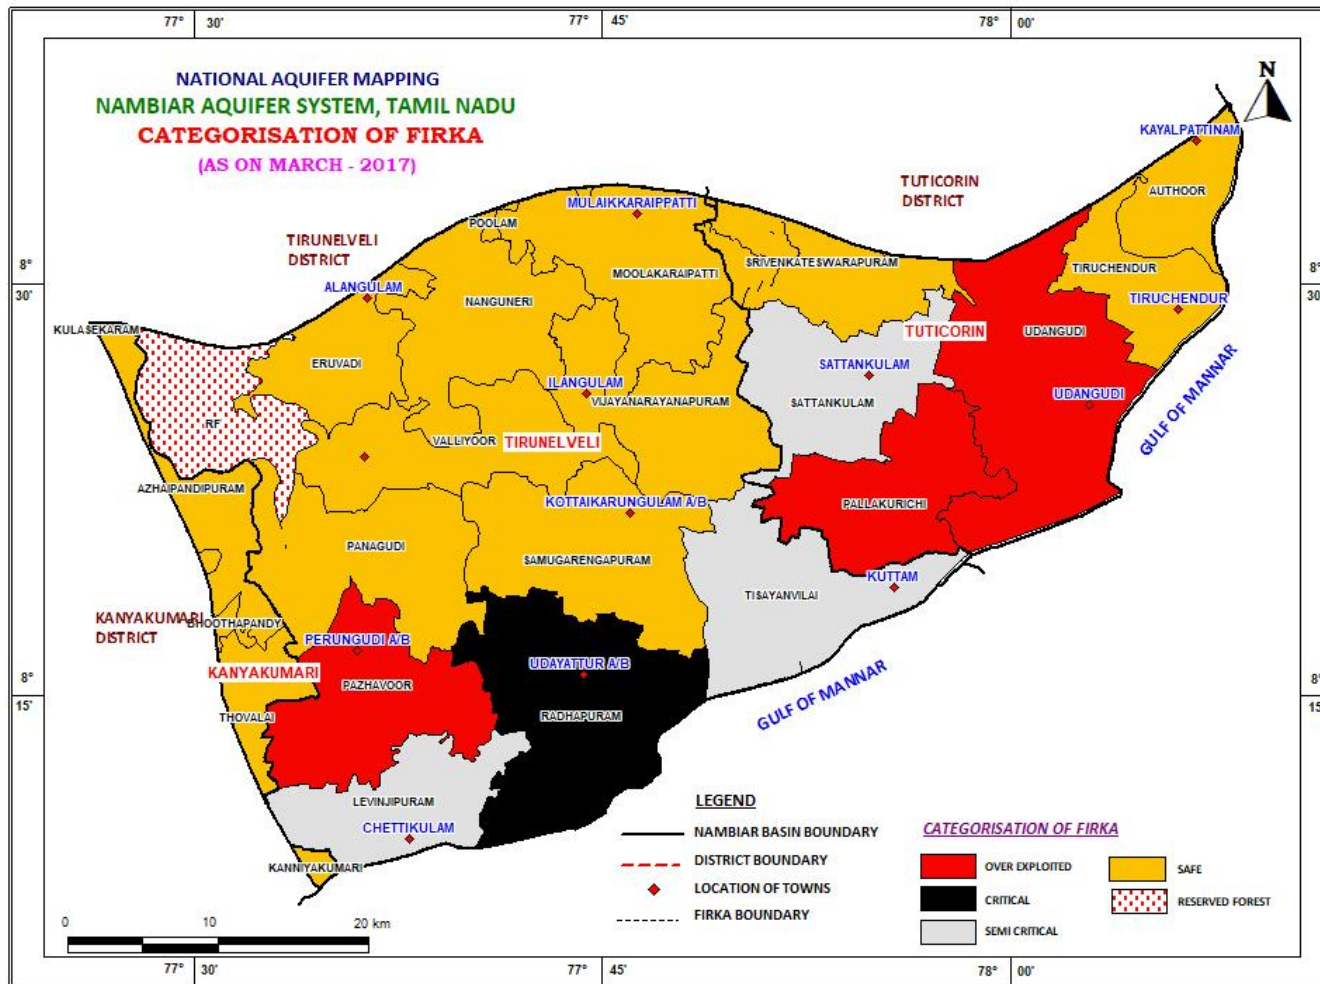 77° 30' 77° 45' 78° 00'
NATIONAL AQUIFER MAPPING
NAMBIAR AQUIFER SYSTEM, TAMIL NADU
CATEGORISATION OF FIRKA
(AS ON MARCH - 2017)
N
KAYALPATTINAM
AUTHOOR
TUTICORIN
DISTRICT
MULAIKKARAIPPATTI
POOLAM
TIRUNELVELI
DISTRICT
SRIVENKATESWARAPURAM
TIRUCHENDUR
MOOLAKARAIPATTI
8°
30'
8°
30
ALANGULAM
NANGUNERI
TIRUCHENDUR
KULASEKARAM
TUTICORIN
UDANGUDI
ERUVADI
SATTANKULAM
GULF OF MANNAR
ILANGULAM
UDANGUDI
VIJAYANARAYANAPURAM
SATTANKULAM
RF
VALLIYOOR
TIRUNELVELI
AZHAIPANDIPURAM
KOTTAIKARUNGULAM A/B
PALLAKURICHI
PANAGUDI
SAMUGARENGAPURAM
KUTTAM
TISAYANVILAI
KANYAKUMARI
DISTRICT
BHOOTHAPANDY
PERUNGUDI A/B
UDAYATTUR A/B
KANYAKUMARI
PAZHAVOOR
8°
15'
8°
15
GULF OF MANNAR
THOVALAI
RADHAPURAM
LEVINJIPURAM
CHETTIKULAM
KANNIYAKUMARI
LEGEND
NAMBIAR BASIN BOUNDARY
DISTRICT BOUNDARY
LOCATION OF TOWNS
FIRKA BOUNDARY
CATEGORISATION OF FIRKA
OVER EXPLOITED
SAFE
CRITICAL
RESERVED FOREST
SEMI CRITICAL
0 10 20 km
77° 30' 77° 45' 78° 00'